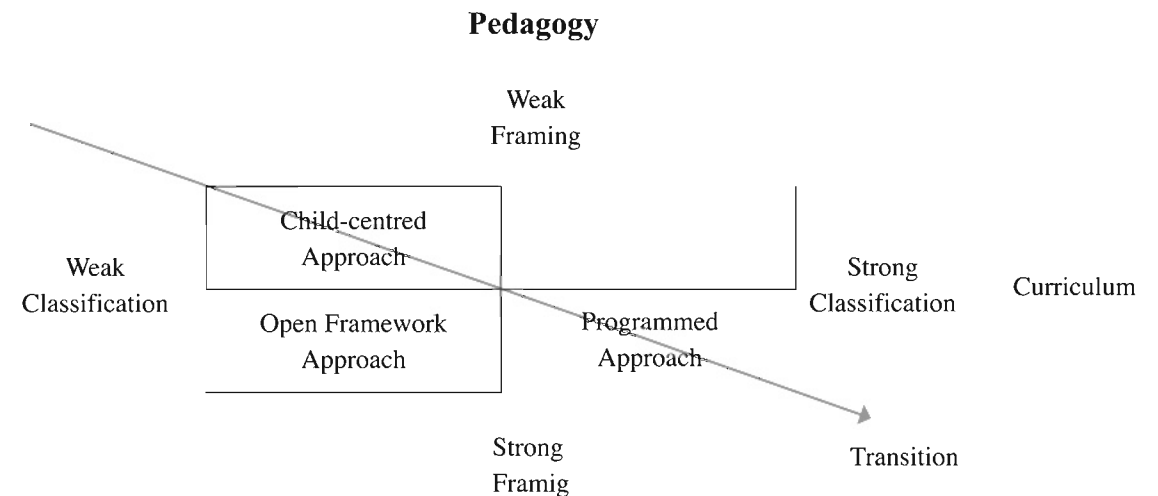 Pedagogy
Weak
Framing
Child-centred
Approach
Weak
Classification
Strong
Classification
Curriculum
Open Framework
Approach
Programmed
Approach
Strong
Framig
Transition